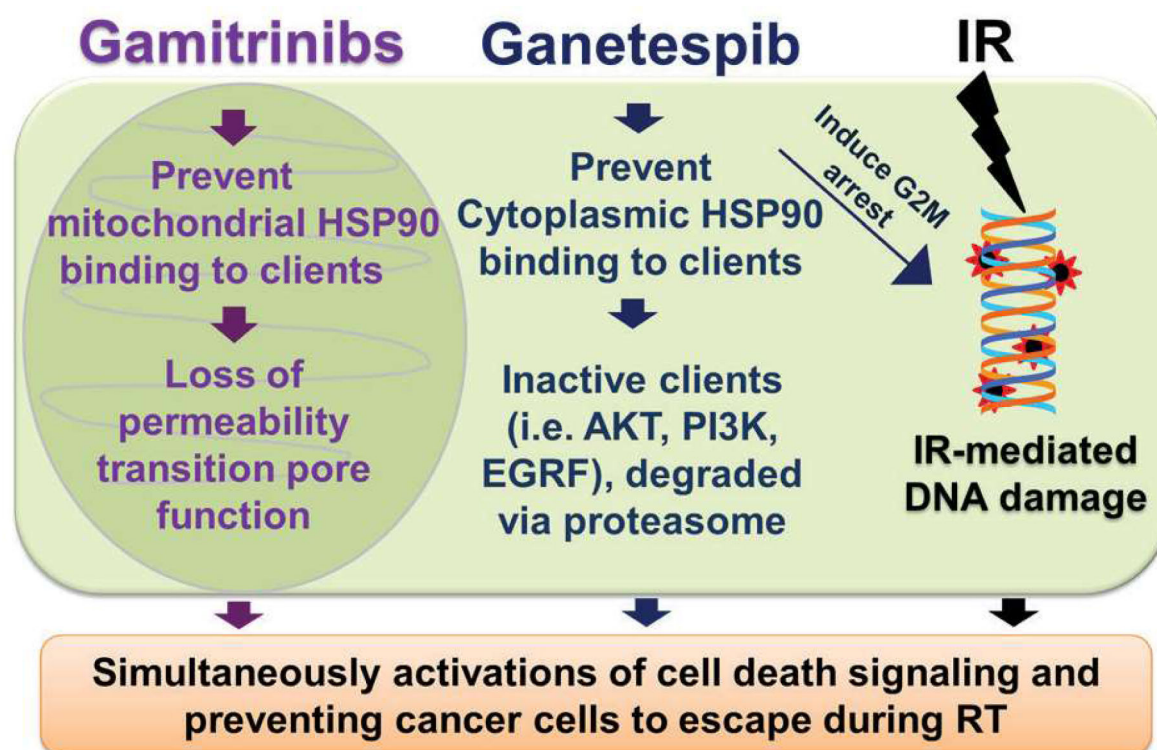 Gamitrinibs
Prevent
mitochondrial HSP90
binding to clients
Loss of
permeability
transition pore
function
Ganetespib
Prevent
Cytoplasmic HSP90
binding to clients
Inactive clients
(i.e. AKT, PI3K,
EGRF), degraded
via proteasome
Induce G2M
arrest
IR
IR-mediated
DNA damage
Simultaneously activations of cell death signaling and
preventing cancer cells to escape during RT